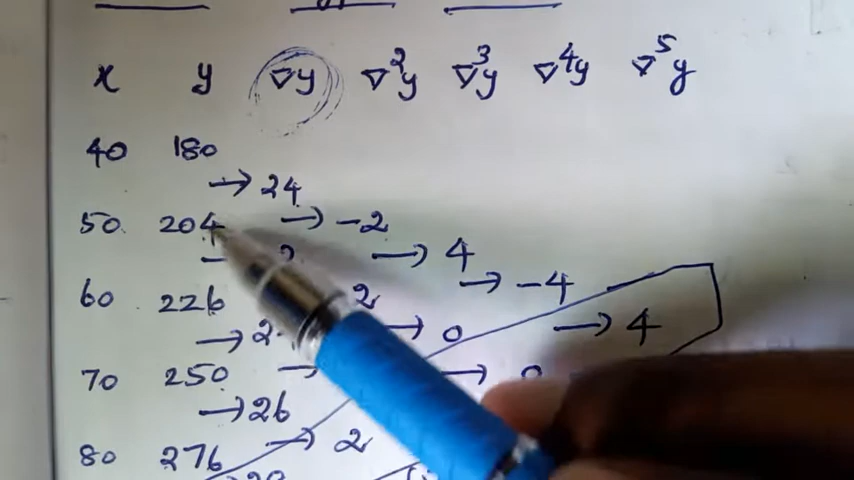 x y ∇y ∇²y ∇³y ∇⁴y ∇⁵y
40 180
→ 24
50 204 → -2
→ 4
→ -4
60 226 2
→ 0 → 4
70 250 →
→ 26
80 276 → 2